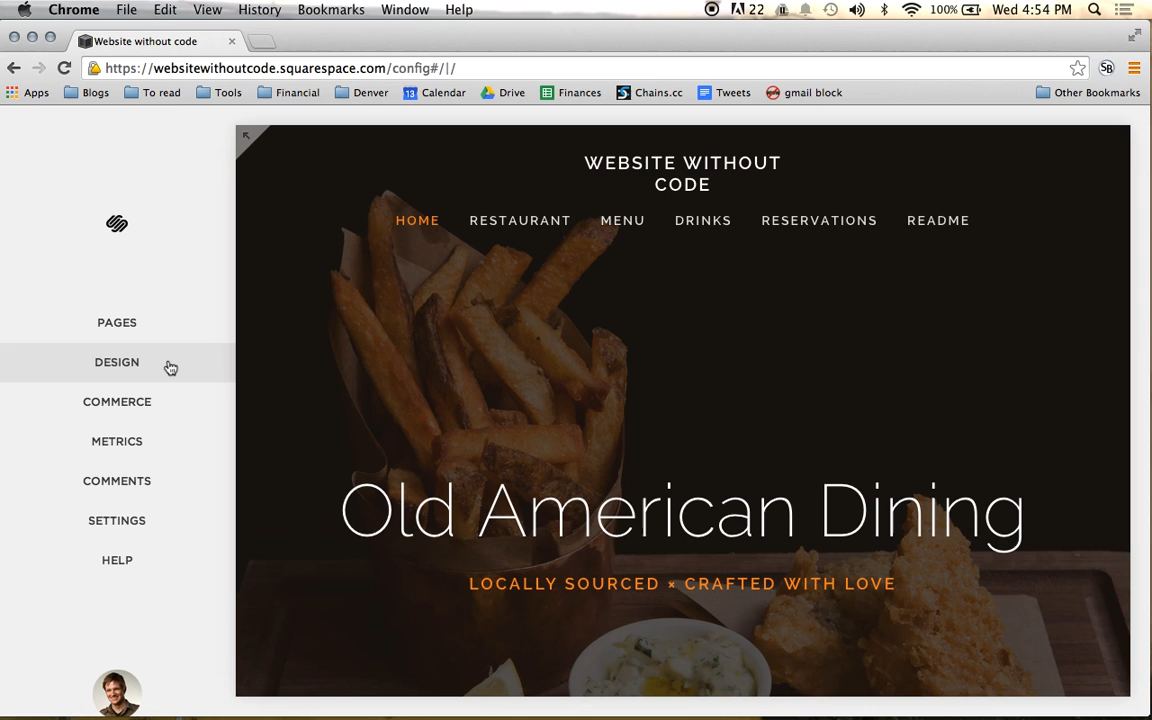 Chrome File Edit View History Bookmarks Window Help 22 100% Wed 4:54 PM
Website without code
https://websitewithoutcode.squarespace.com/config#/|/
Apps Blogs To read Tools Financial Denver 13 Calendar Drive Finances Chains.cc Tweets gmail block Other Bookmarks
WEBSITE WITHOUT
CODE
HOME RESTAURANT MENU DRINKS RESERVATIONS README
PAGES
DESIGN
COMMERCE
METRICS
COMMENTS
SETTINGS
HELP
Old American Dining
LOCALLY SOURCED × CRAFTED WITH LOVE